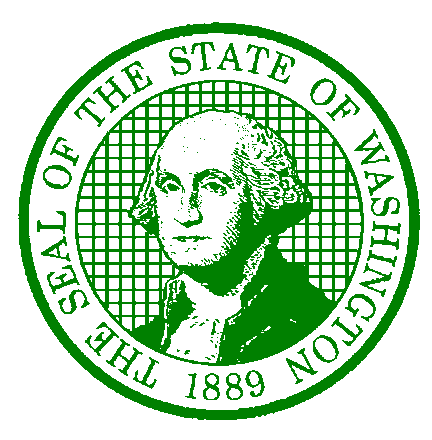 THE SEAL OF THE STATE OF WASHINGTON
1889